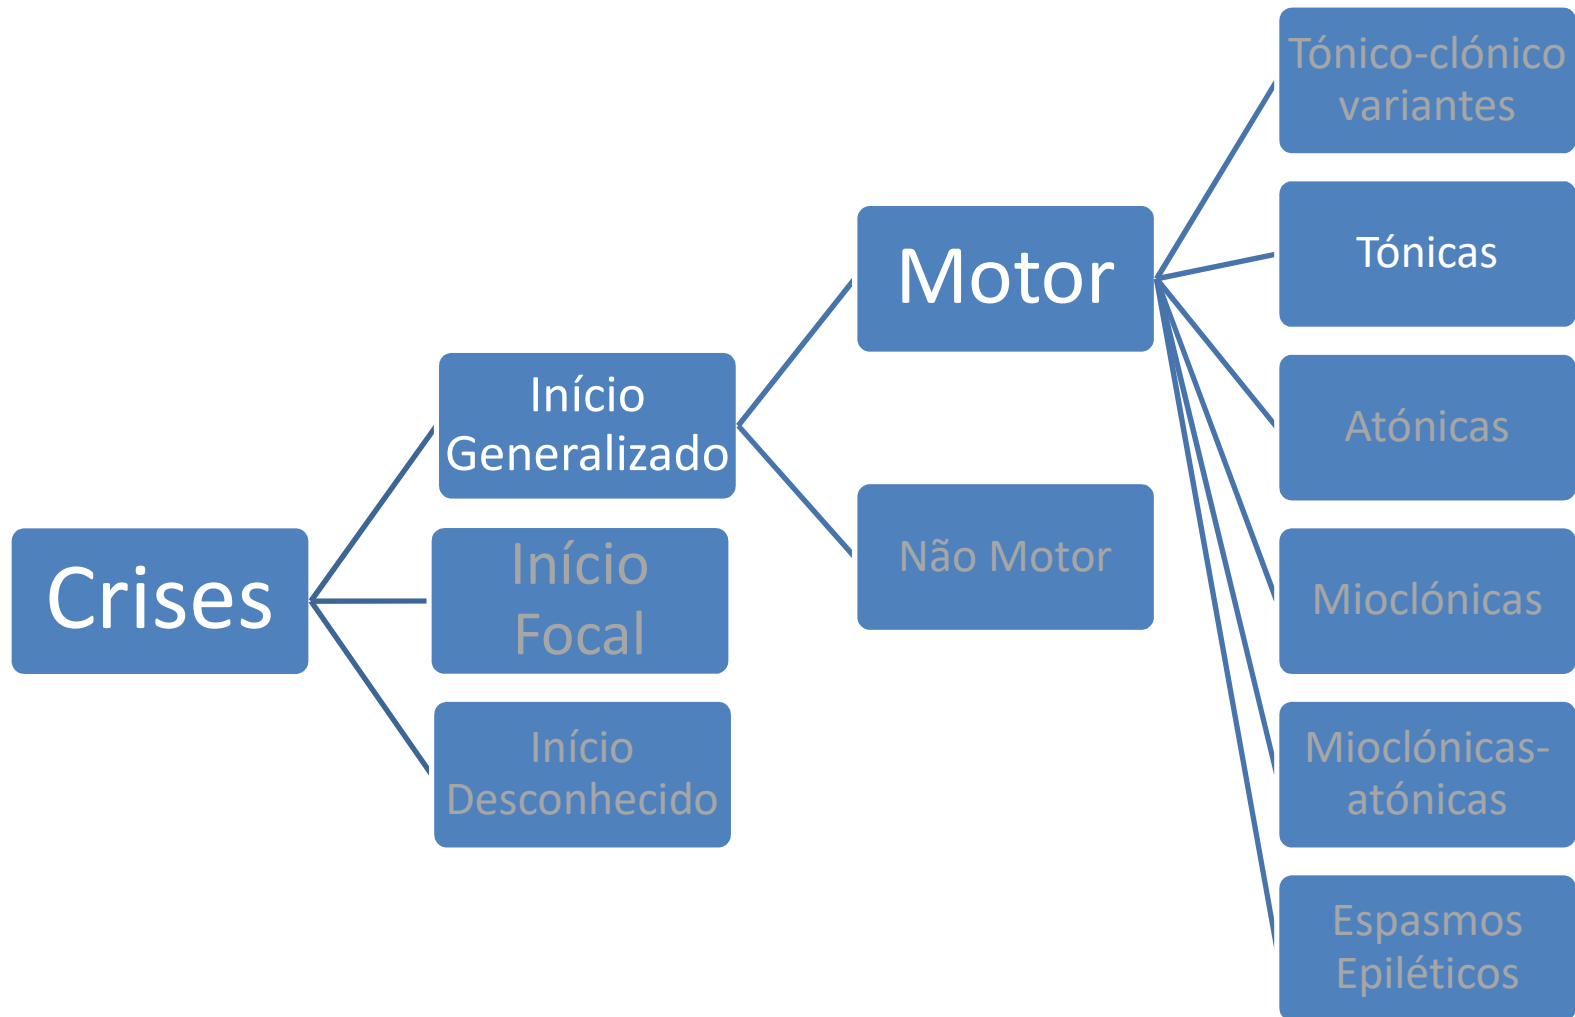 Crises
Início
Generalizado
Início
Focal
Início
Desconhecido
Motor
Não Motor
Tónico-clónico
variantes
Tónicas
Atónicas
Mioclónicas
Mioclónicas-
atónicas
Espasmos
Epiléticos